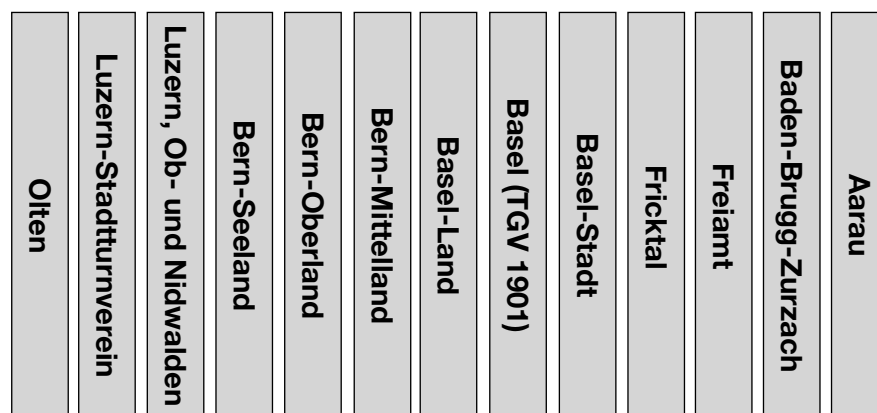 Aarau
Baden-Brugg-Zurzach
Freiamt
Fricktal
Basel-Stadt
Basel (TGV 1901)
Basel-Land
Bern-Mittelland
Bern-Oberland
Bern-Seeland
Luzern, Ob- und Nidwalden
Luzern-Stadtturnverein
Olten